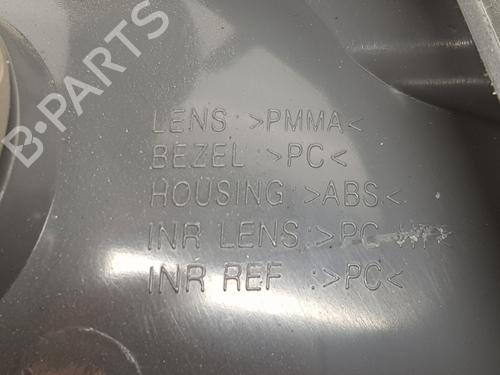 B-PARTS
LENS :>PMMA<
BEZEL :>PC<
HOUSING:>ABS<
INR LENS:>PC
INR REF :>PC<